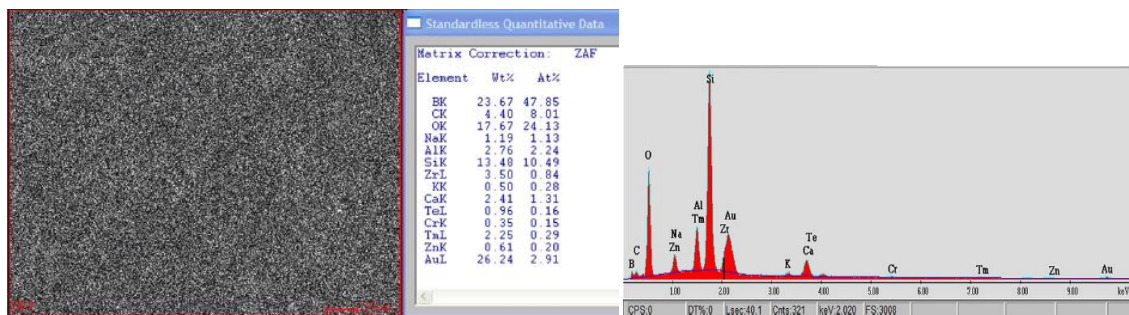 Standardless Quantitative Data
Matrix Correction: ZAF
Element Wt% At%
BK 23.67 47.85
CK 4.40 8.01
OK 17.67 24.13
NaK 1.19 1.13
AlK 2.76 2.24
SiK 13.48 10.49
ZrL 3.50 0.84
KK 0.50 0.28
CaK 2.41 1.31
TeL 0.96 0.16
CrK 0.35 0.15
TmL 2.25 0.29
ZnK 0.61 0.20
AuL 26.24 2.91
Si
O
Al
Tm
Au
Zr
Na
Zn
C
B
Te
Ca
K
Cr
Tm
Zn
Au
1.00 2.00 3.00 4.00 5.00 6.00 7.00 8.00 9.00 keV
CPS:0 DT%:0 Lsec:40.1 Cnts:321 keV:2.020 FS:3008